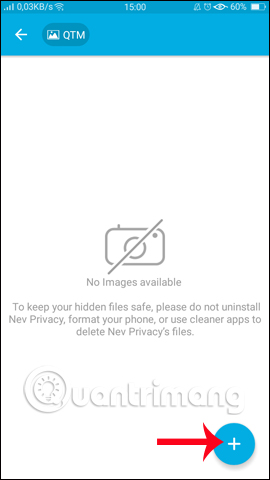 0,03KB/s 15:00 60%
QTM
No Images available
To keep your hidden files safe, please do not uninstall
Nev Privacy, format your phone, or use cleaner apps to
delete Nev Privacy's files.
Quantrimang
+